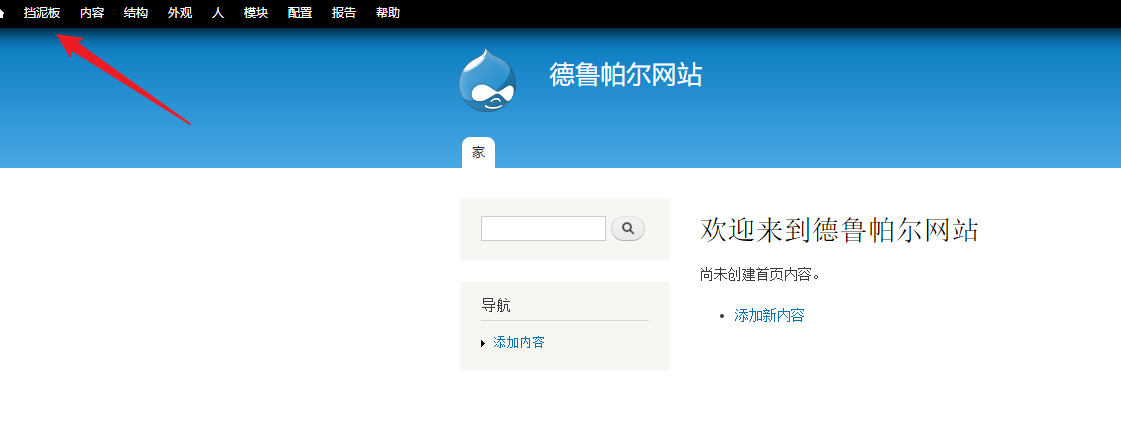 挡泥板 内容 结构 外观 人 模块 配置 报告 帮助
德鲁帕尔网站
家
欢迎来到德鲁帕尔网站
尚未创建首页内容。
导航
添加新内容
添加内容